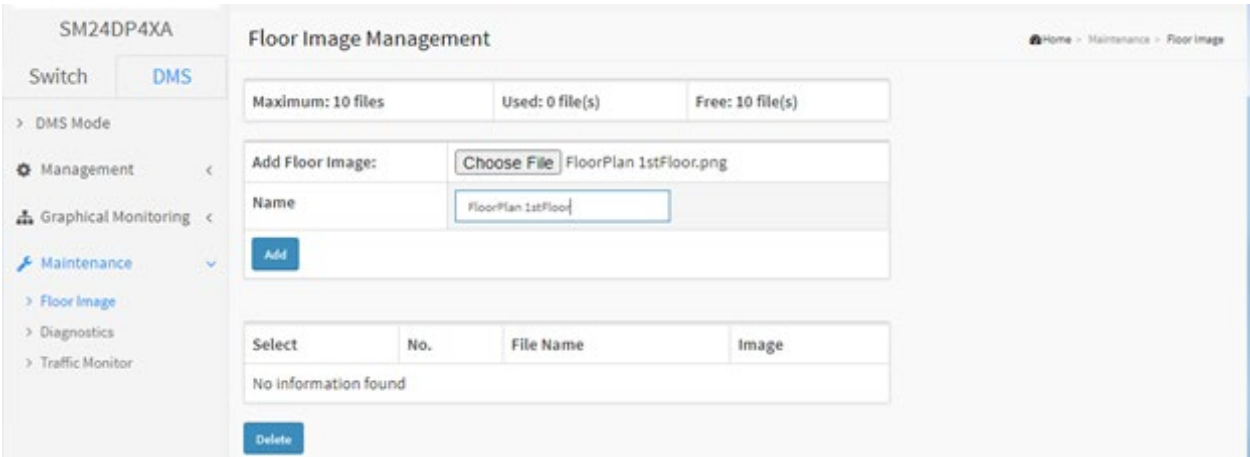 SM24DP4XA
Switch DMS
> DMS Mode
Management <
Graphical Monitoring <
Maintenance
> Floor Image
> Diagnostics
> Traffic Monitor
Floor Image Management
Home > Maintenance > Floor Image
Maximum: 10 files Used: 0 file(s) Free: 10 file(s)
Add Floor Image: Choose File FloorPlan 1stFloor.png
Name FloorPlan 1stFloor
Add
Select No. File Name Image
No information found
Delete